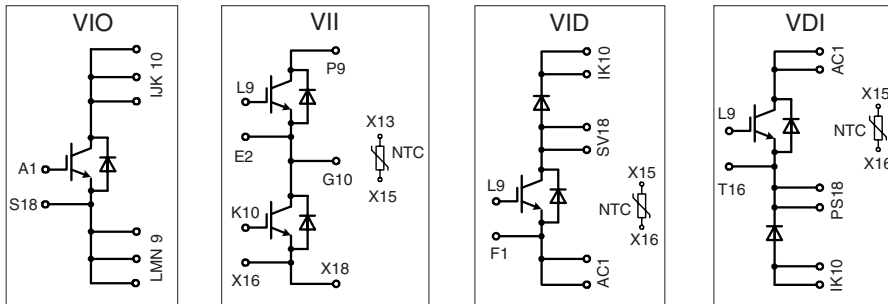 VIO
IJK 10
A1
S18
LMN 9
VII
P9
L9
X13
NTC
E2
G10
X15
K10
X16
X18
VID
IK10
SV18
L9
X15
NTC
X16
F1
AC1
VDI
AC1
L9
X15
NTC
X16
T16
PS18
IK10